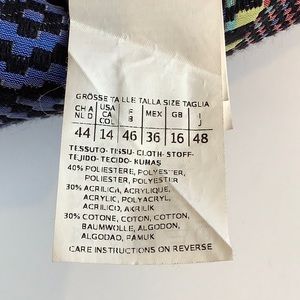 GRÖSSE TAILLE TALLA SIZE TAGLIA
CH A USA F MEX GB I
NL D CA B J
CO
44 14 46 36 16 48
TESSUTO- TISSU- CLOTH- STOFF-
TEJIDO- TECIDO- KUMAS
40% POLIESTERE, POLYESTER,
POLIESTER, POLYESTER
30% ACRILICA, ACRYLIQUE,
ACRYLIC, POLYACRYL,
ACRILICO, AKRILIK
30% COTONE, COTON, COTTON,
BAUMWOLLE, ALGODON,
ALGODAO, PAMUK
CARE INSTRUCTIONS ON REVERSE